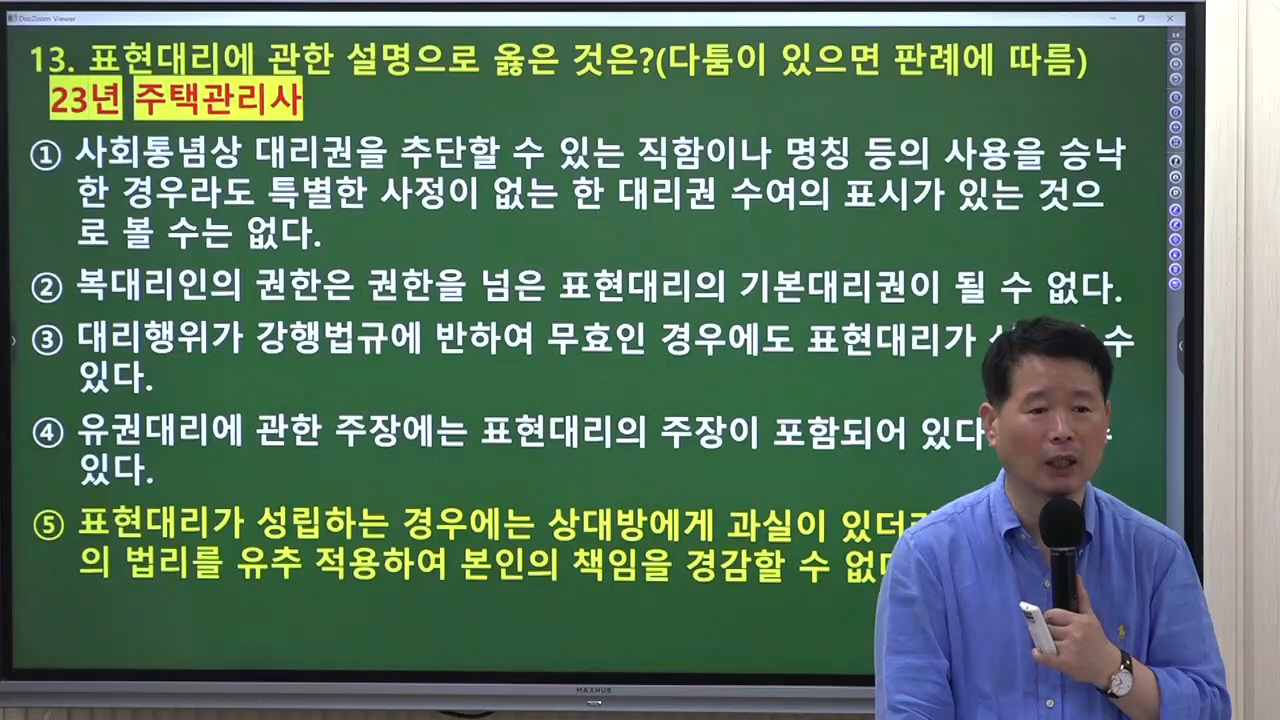 DocZoom Viewer
13. 표현대리에 관한 설명으로 옳은 것은?(다툼이 있으면 판례에 따름)
23년 주택관리사
① 사회통념상 대리권을 추단할 수 있는 직함이나 명칭 등의 사용을 승낙
한 경우라도 특별한 사정이 없는 한 대리권 수여의 표시가 있는 것으
로 볼 수는 없다.
② 복대리인의 권한은 권한을 넘은 표현대리의 기본대리권이 될 수 없다.
③ 대리행위가 강행법규에 반하여 무효인 경우에도 표현대리가 수
있다.
④ 유권대리에 관한 주장에는 표현대리의 주장이 포함되어 있다
있다.
⑤ 표현대리가 성립하는 경우에는 상대방에게 과실이
의 법리를 유추 적용하여 본인의 책임을 경감할 수
MAXHUB